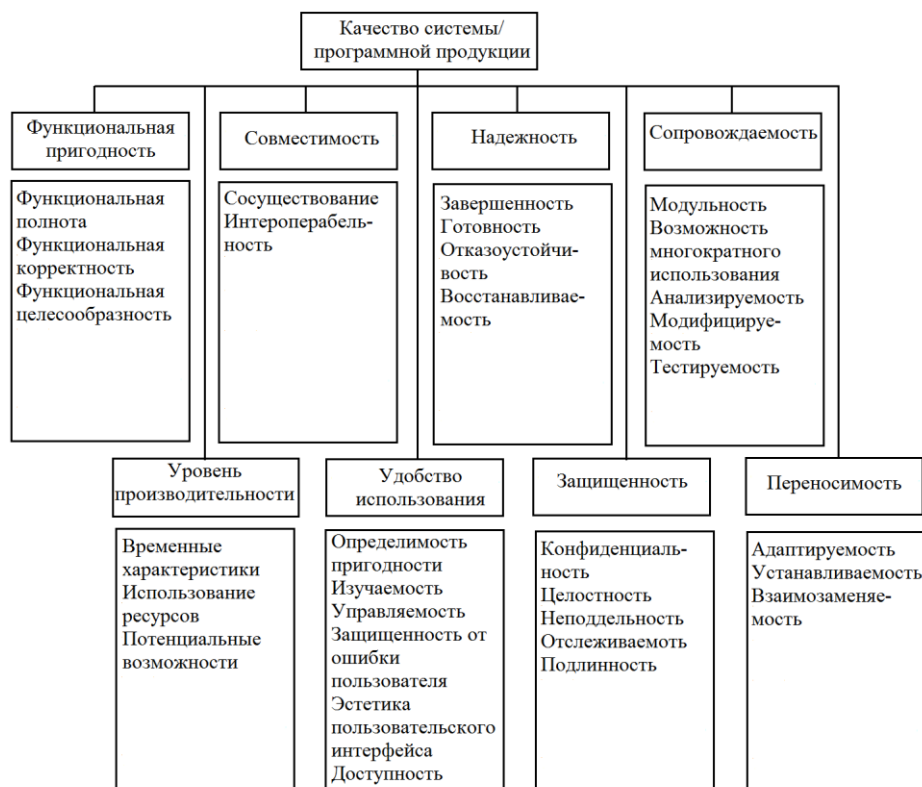 Качество системы/
программной продукции
Функциональная
пригодность
Функциональная
полнота
Функциональная
корректность
Функциональная
целесообразность
Совместимость
Сосуществование
Интероперабель-
ность
Надежность
Завершенность
Готовность
Отказоустойчи-
вость
Восстанавливае-
мость
Сопровождаемость
Модульность
Возможность
многократного
использования
Анализируемость
Модифицируе-
мость
Тестируемость
Уровень
производительности
Временные
характеристики
Использование
ресурсов
Потенциальные
возможности
Удобство
использования
Определимость
пригодности
Изучаемость
Управляемость
Защищенность от
ошибки
пользователя
Эстетика
пользовательского
интерфейса
Доступность
Защищенность
Конфиденциаль-
ность
Целостность
Неподдельность
Отслеживаемоть
Подлинность
Переносимость
Адаптируемость
Устанавливаемость
Взаимозаменяе-
мость